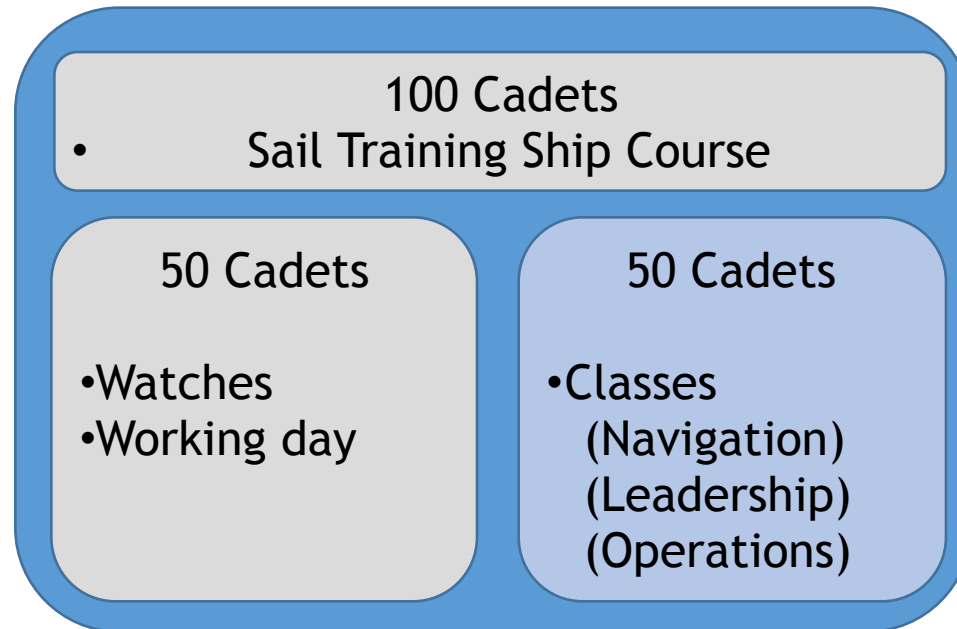 100 Cadets
• Sail Training Ship Course
50 Cadets
•Watches
•Working day
50 Cadets
•Classes
(Navigation)
(Leadership)
(Operations)